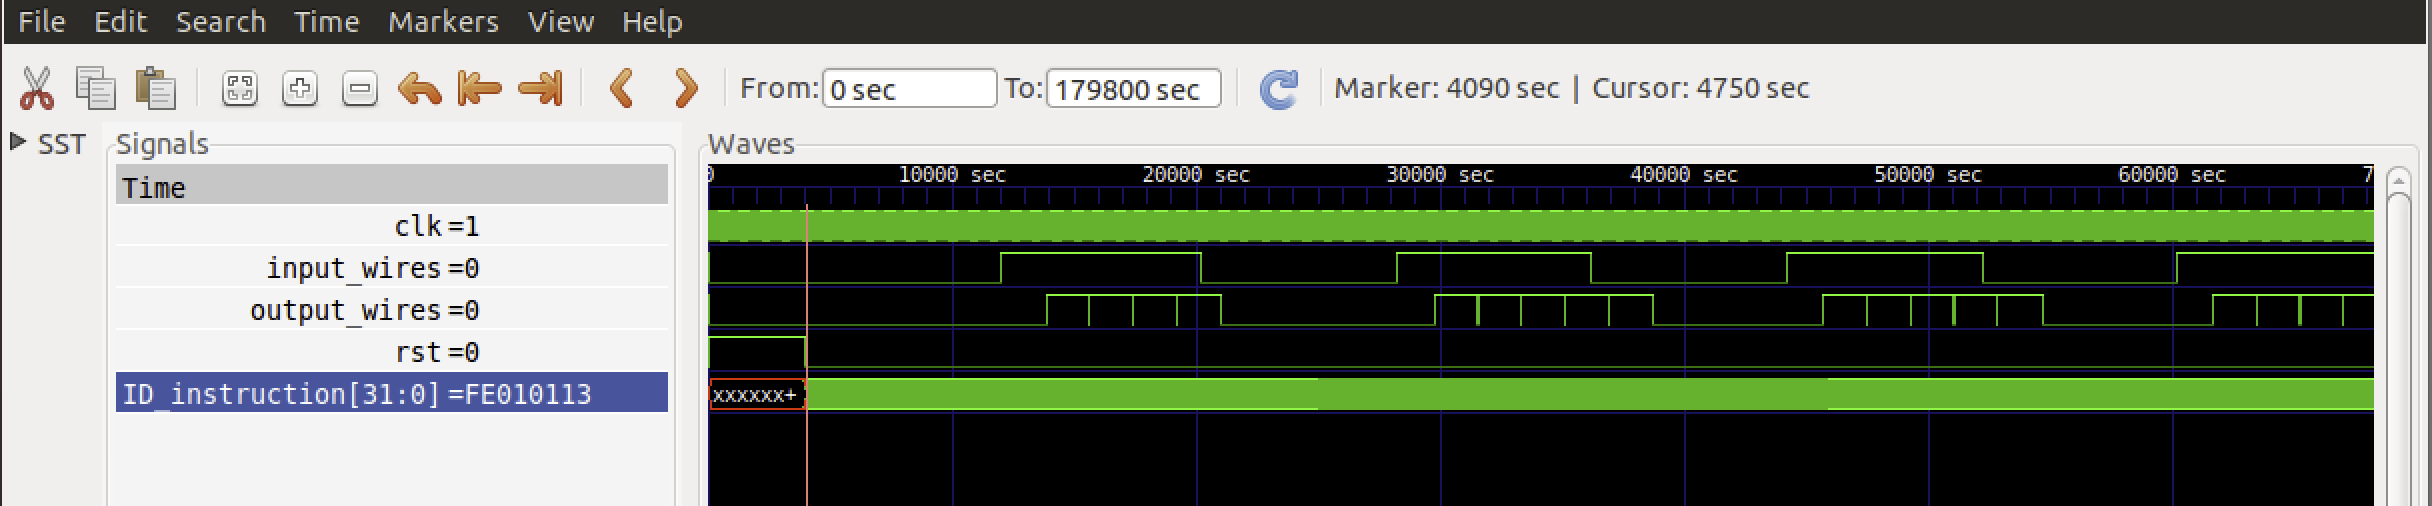 File Edit Search Time Markers View Help
From: 0 sec To: 179800 sec Marker: 4090 sec | Cursor: 4750 sec
SST Signals Waves
Time 0 10000 sec 20000 sec 30000 sec 40000 sec 50000 sec 60000 sec 7
clk =1
input_wires =0
output_wires =0
rst =0
ID_instruction[31:0] =FE010113 xxxxxx+